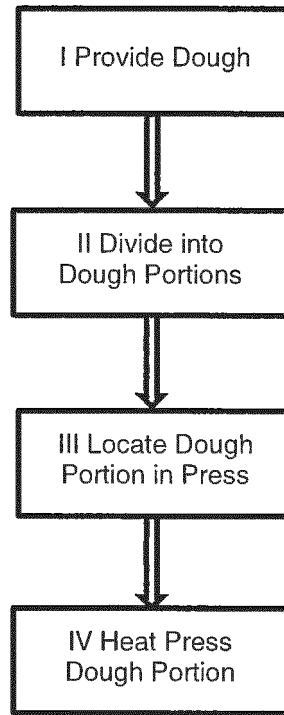 I Provide Dough
II Divide into
Dough Portions
III Locate Dough
Portion in Press
IV Heat Press
Dough Portion